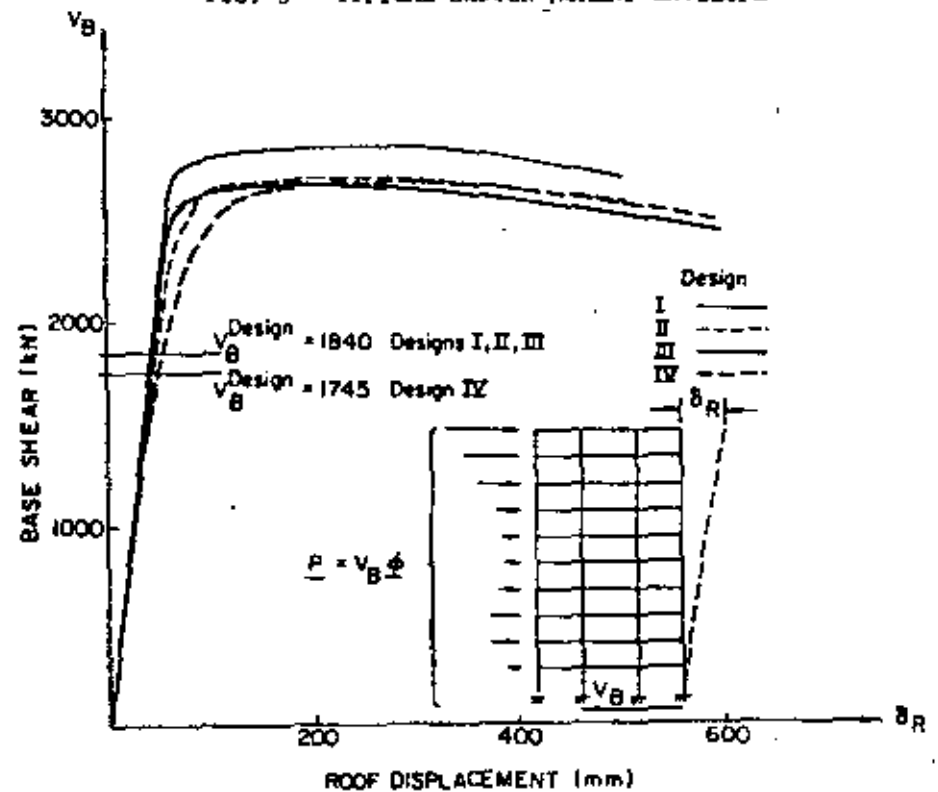 V_B
3000
2000
1000
BASE SHEAR (kN)
V_B^Design = 1840 Designs I, II, III
V_B^Design = 1745 Design IV
Design
I
II
III
IV
δ_R
P = V_B ϕ
V_B
200
400
600
δ_R
ROOF DISPLACEMENT (mm)